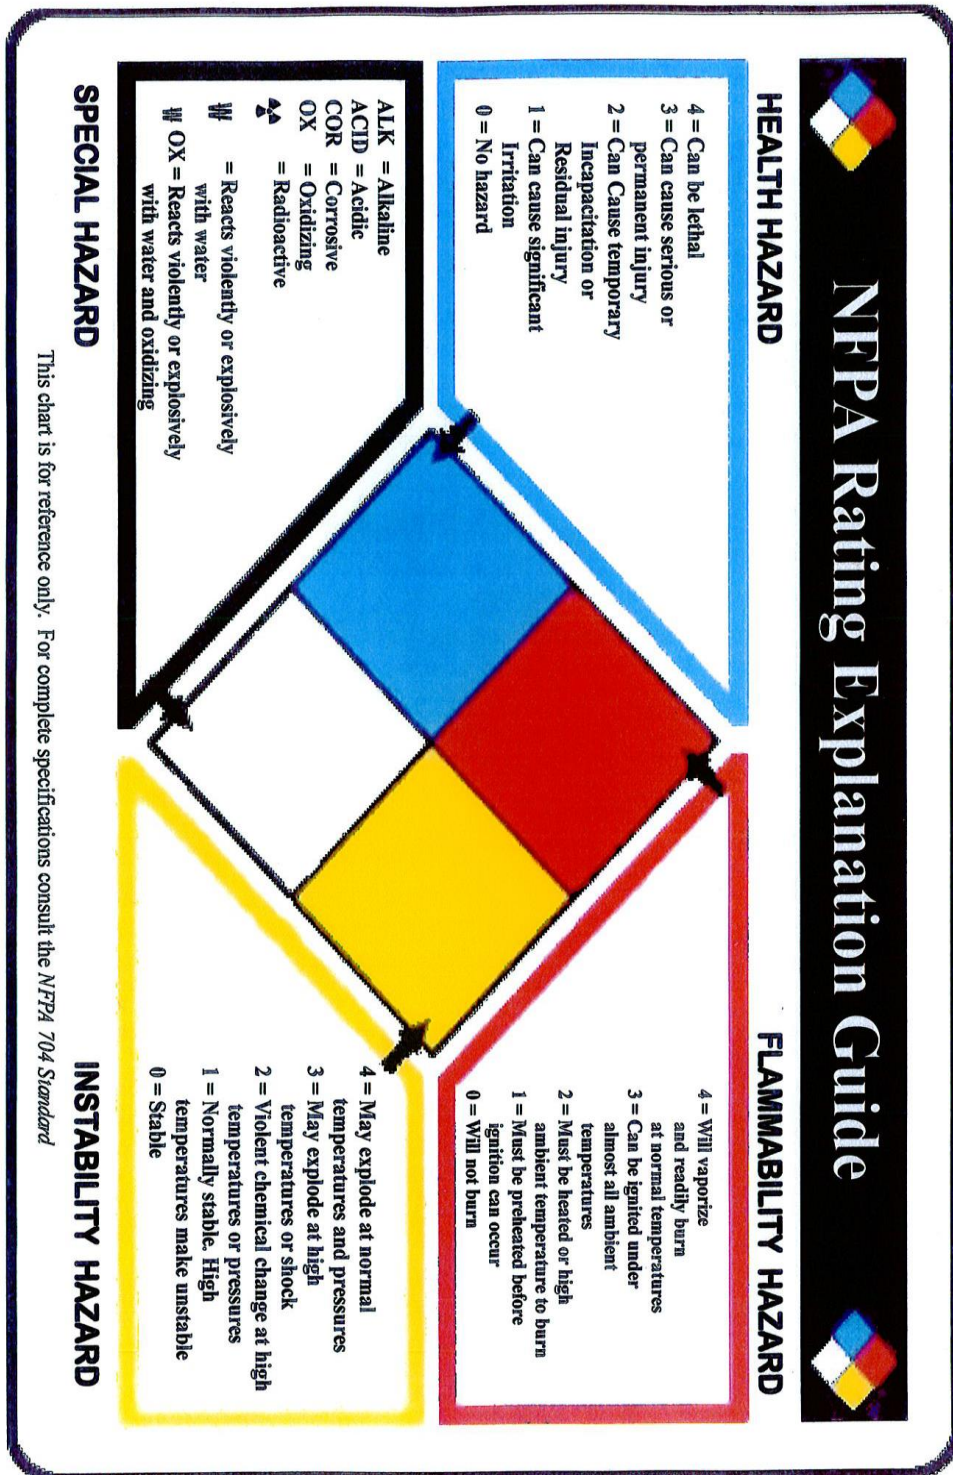 NFPA Rating Explanation Guide
HEALTH HAZARD
4 = Can be lethal
3 = Can cause serious or
permanent injury
2 = Can Cause temporary
Incapacitation or
Residual injury
1 = Can cause significant
Irritation
0 = No hazard
FLAMMABILITY HAZARD
4 = Will vaporize
and readily burn
at normal temperatures
3 = Can be ignited under
almost all ambient
temperatures
2 = Must be heated or high
ambient temperature to burn
1 = Must be preheated before
ignition can occur
0 = Will not burn
ALK = Alkaline
ACID = Acidic
COR = Corrosive
OX = Oxidizing
☢ = Radioactive
W̶ = Reacts violently or explosively
with water
W̶ OX = Reacts violently or explosively
with water and oxidizing
SPECIAL HAZARD
4 = May explode at normal
temperatures and pressures
3 = May explode at high
temperatures or shock
2 = Violent chemical change at high
temperatures or pressures
1 = Normally stable. High
temperatures make unstable
0 = Stable
INSTABILITY HAZARD
This chart is for reference only. For complete specifications consult the NFPA 704 Standard